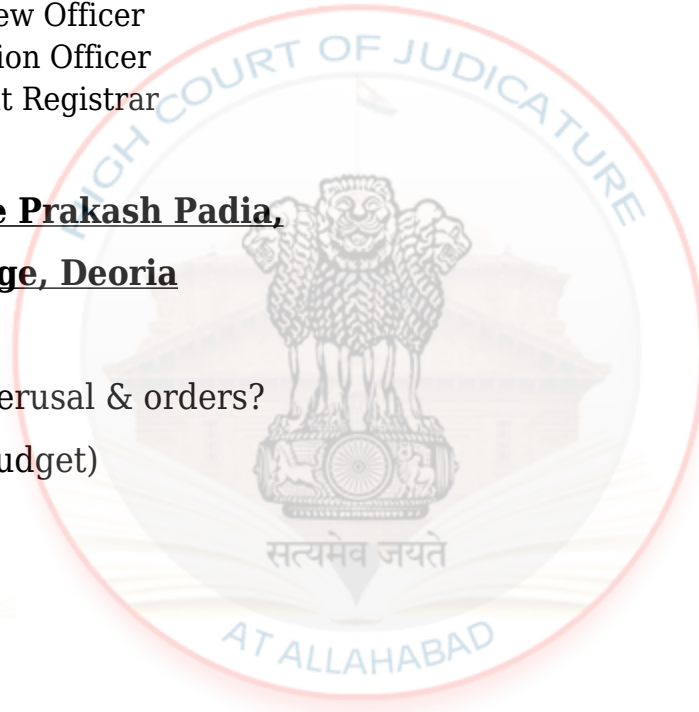 ew Officer
ion Officer
t Registrar
e Prakash Padia,
ge, Deoria
erusal & orders?
udget)
HIGH COURT OF JUDICATURE
सत्यमेव जयते
AT ALLAHABAD